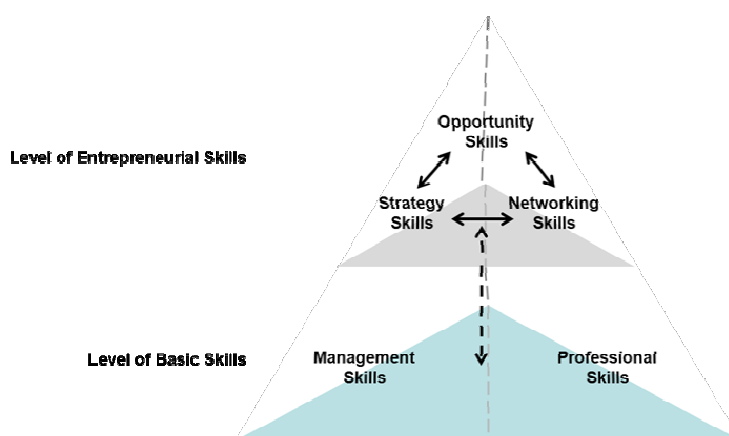 Opportunity
Skills
Level of Entrepreneurial Skills
Strategy
Skills
Networking
Skills
Level of Basic Skills
Management
Skills
Professional
Skills